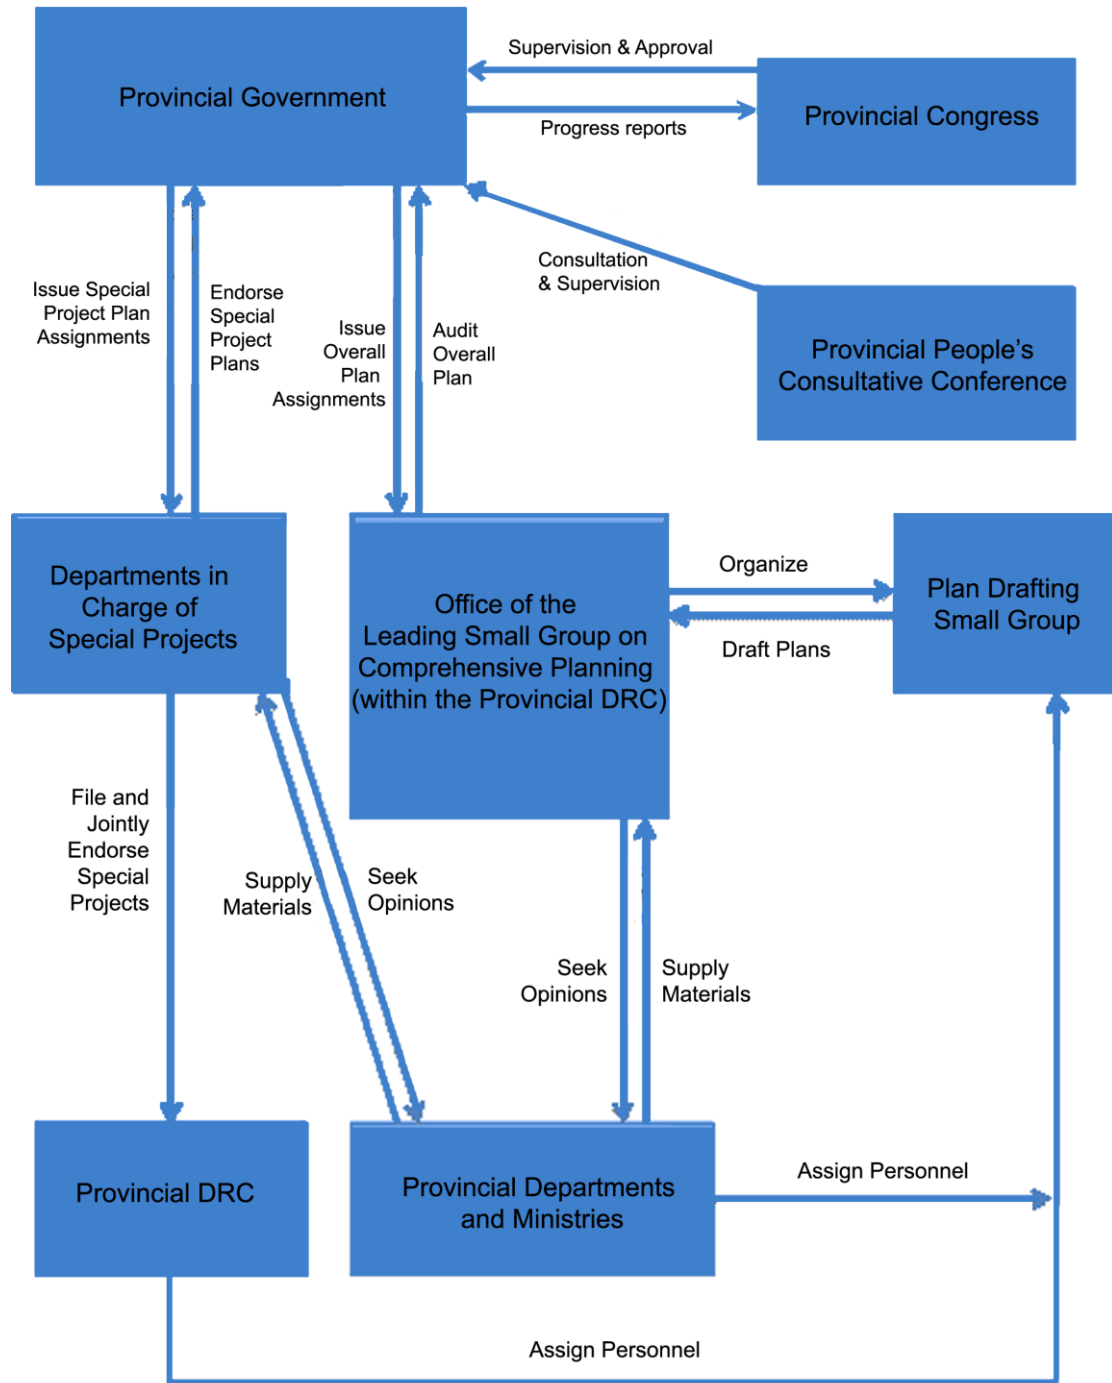 Supervision & Approval
Provincial Government
Provincial Congress
Progress reports
Consultation
& Supervision
Issue Special
Project Plan
Assignments
Endorse
Special
Project
Plans
Issue
Overall
Plan
Assignments
Audit
Overall
Plan
Provincial People’s
Consultative Conference
Departments in
Charge of
Special Projects
Office of the
Leading Small Group on
Comprehensive Planning
(within the Provincial DRC)
Organize
Draft Plans
Plan Drafting
Small Group
File and
Jointly
Endorse
Special
Projects
Supply
Materials
Seek
Opinions
Seek
Opinions
Supply
Materials
Provincial DRC
Provincial Departments
and Ministries
Assign Personnel
Assign Personnel